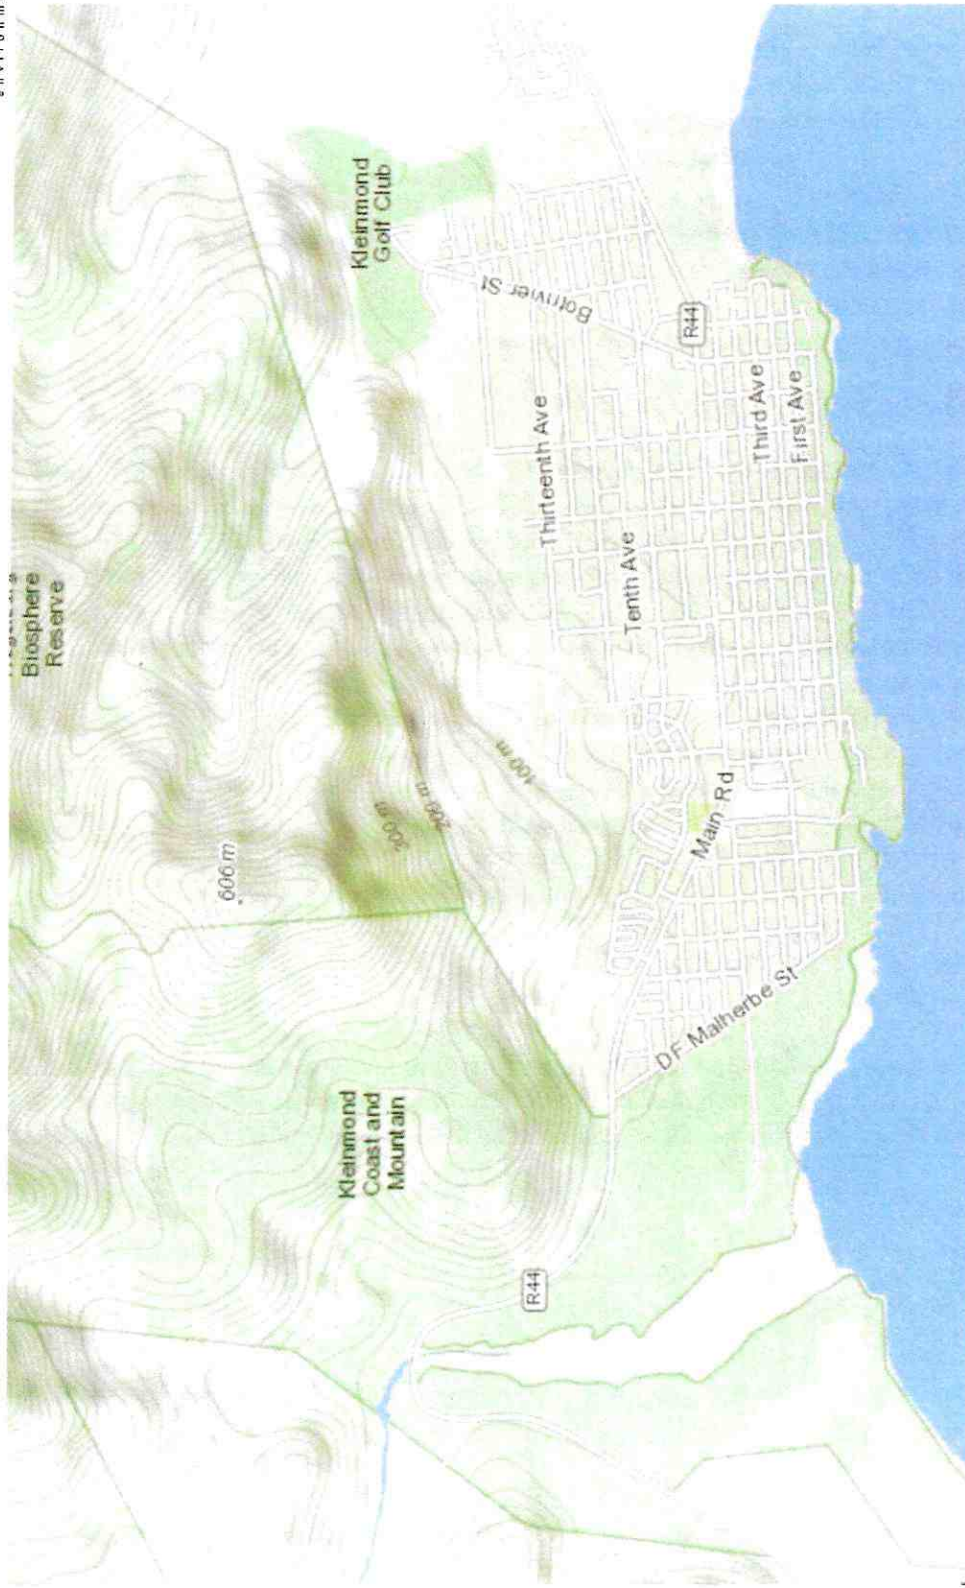 Biosphere
Reserve
606 m
Kleinmond
Coast and
Mountain
R44
300 m
200 m
100 m
Kleinmond
Golf Club
Botrivier St
R44
Thirteenth Ave
Tenth Ave
Third Ave
First Ave
Main Rd
DF Malherbe St